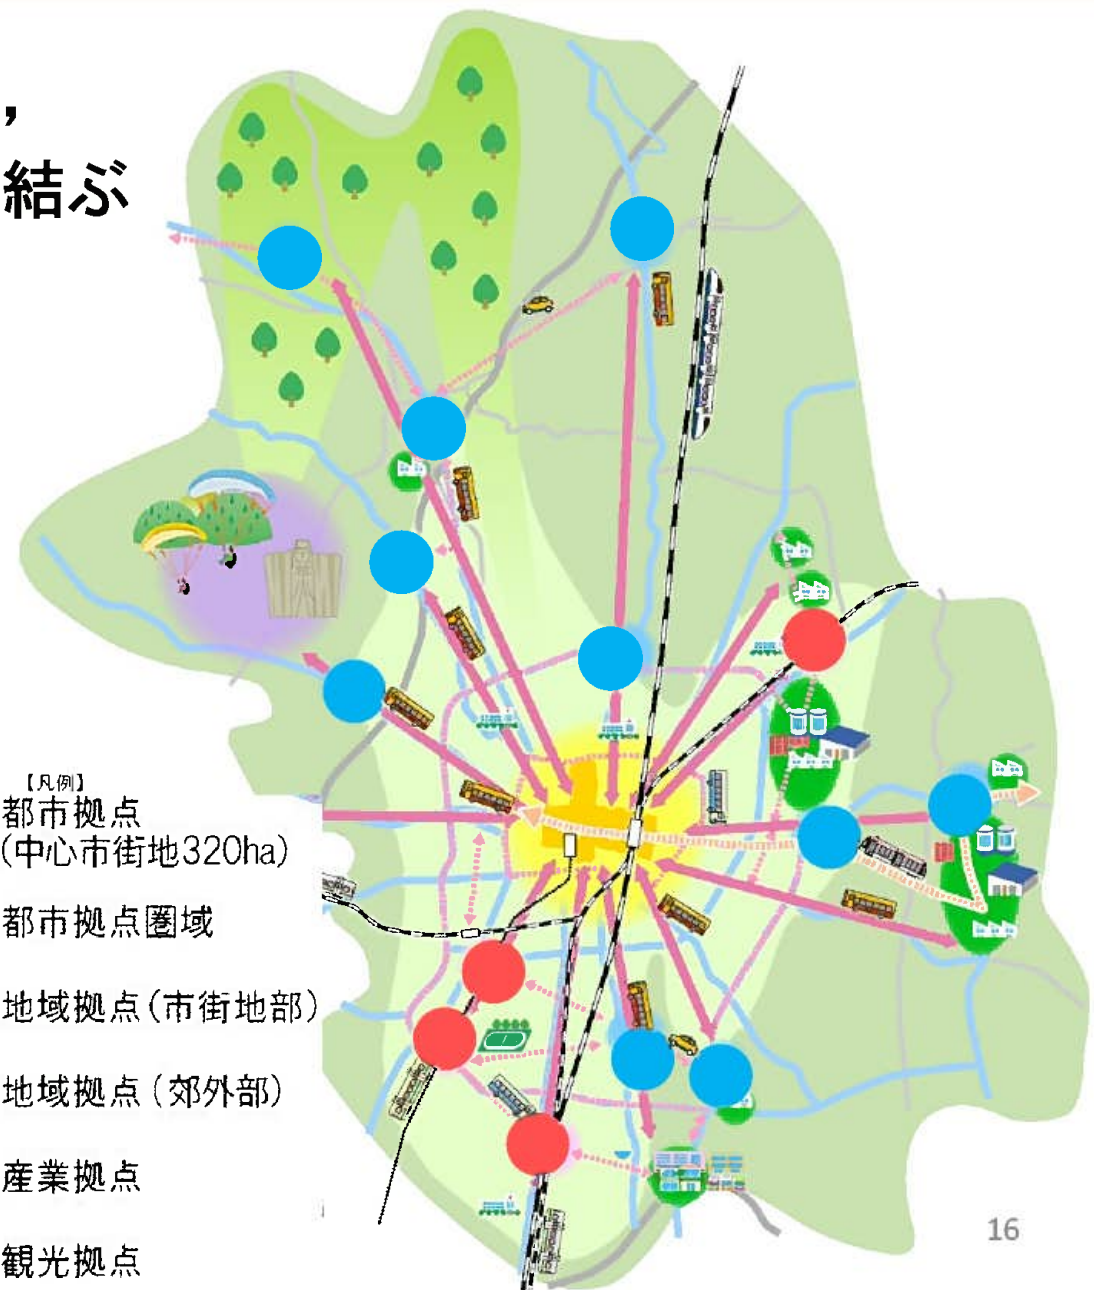 ,
結ぶ
【凡例】
都市拠点
(中心市街地320ha)
都市拠点圏域
地域拠点(市街地部)
地域拠点(郊外部)
産業拠点
観光拠点
16